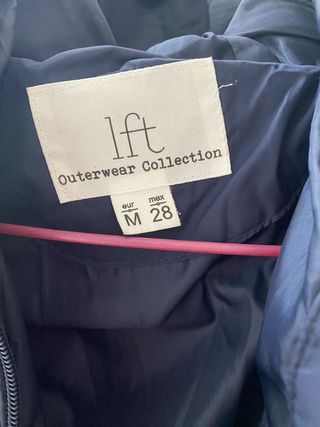 lft
Outerwear Collection
eur mex
M 28